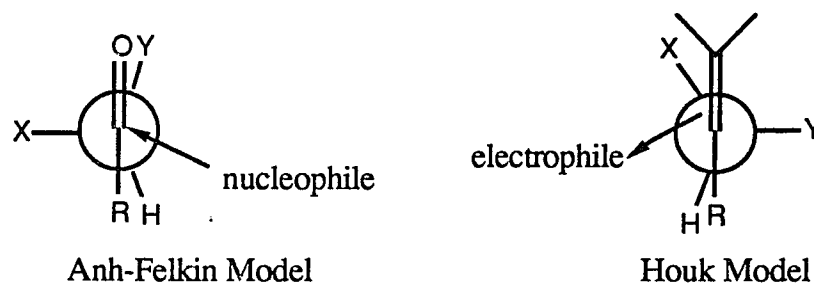 O Y
X
nucleophile
R H
Anh-Felkin Model
X
electrophile
Y
H R
Houk Model